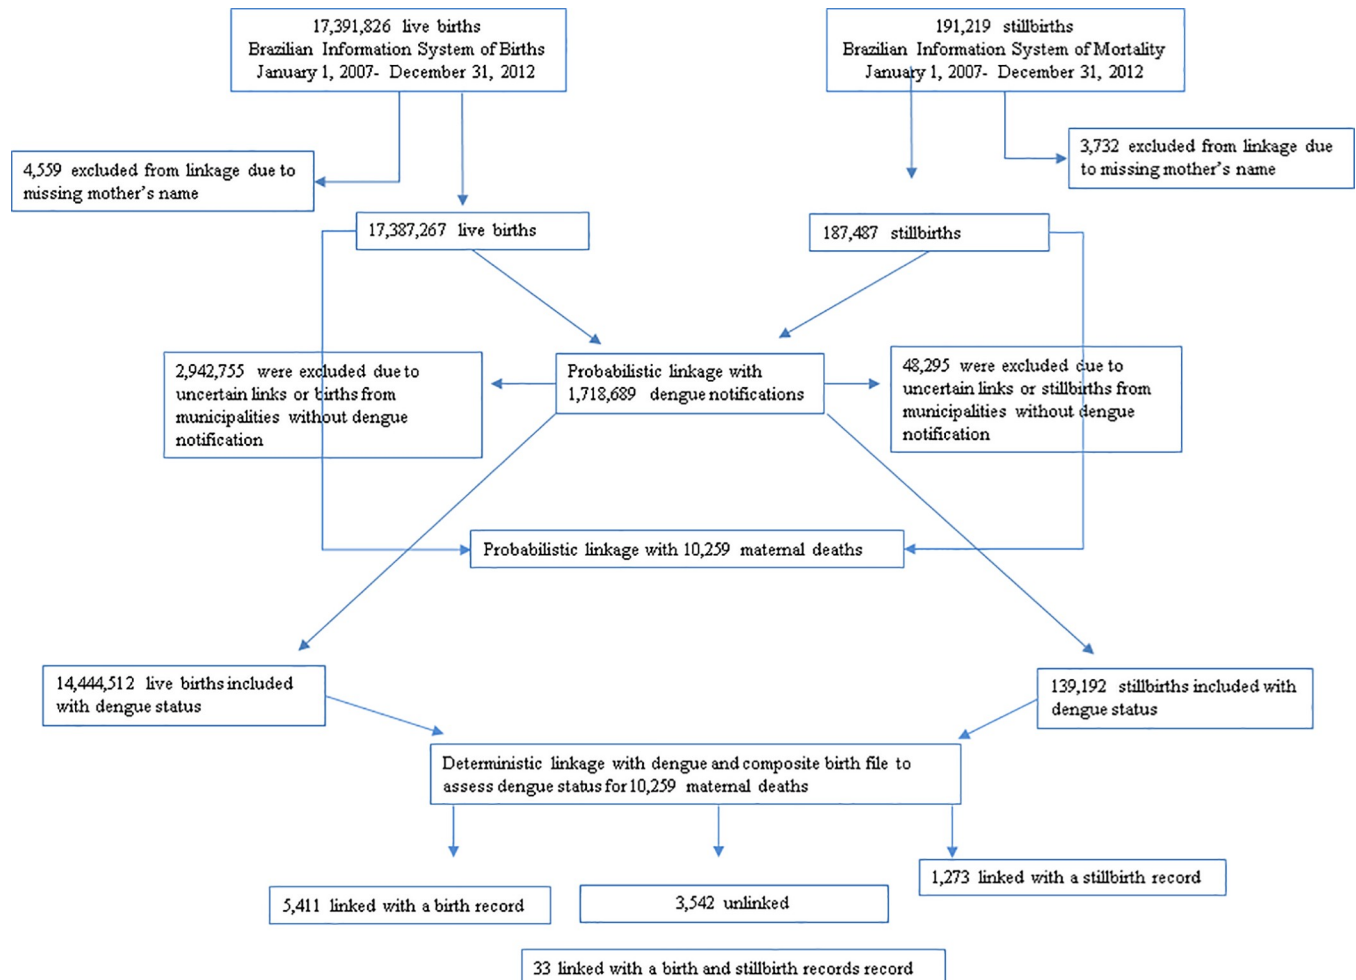 17,391,826 live births
Brazilian Information System of Births
January 1, 2007- December 31, 2012
191,219 stillbirths
Brazilian Information System of Mortality
January 1, 2007- December 31, 2012
4,559 excluded from linkage due to
missing mother's name
3,732 excluded from linkage due
to missing mother's name
17,387,267 live births
187,487 stillbirths
2,942,755 were excluded due to
uncertain links or births from
municipalities without dengue
notification
Probabilistic linkage with
1,718,689 dengue notifications
48,295 were excluded due to
uncertain links or stillbirths from
municipalities without dengue
notification
Probabilistic linkage with 10,259 maternal deaths
14,444,512 live births included
with dengue status
139,192 stillbirths included with
dengue status
Deterministic linkage with dengue and composite birth file to
assess dengue status for 10,259 maternal deaths
5,411 linked with a birth record
3,542 unlinked
1,273 linked with a stillbirth record
33 linked with a birth and stillbirth records record